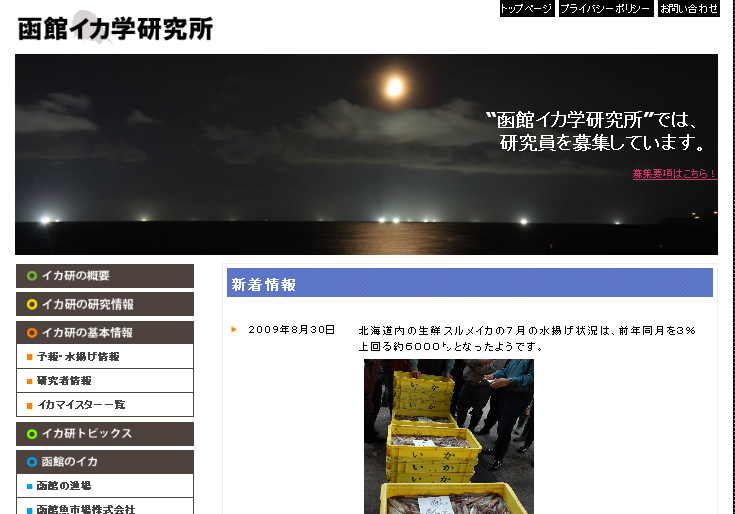 トップページ
プライバシーポリシー
お問い合わせ
函館イカ学研究所
“函館イカ学研究所”では、
研究員を募集しています。
募集要項はこちら！
イカ研の概要
イカ研の研究情報
イカ研の基本情報
予報・水揚げ情報
研究者情報
イカマイスター一覧
イカ研トピックス
函館のイカ
函館の漁場
函館魚市場株式会社
新着情報
2009年8月30日
北海道内の生鮮スルメイカの7月の水揚げ状況は、前年同月を3%
上回る約6000㌧となったようです。
いか
いか
いか
いか